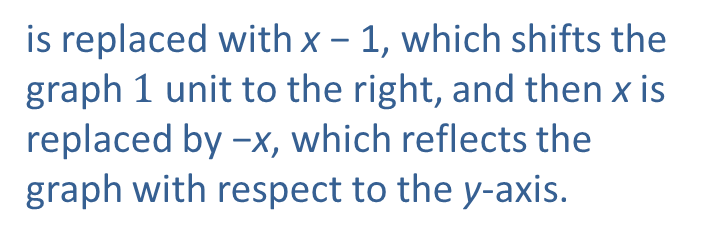 is replaced with x − 1, which shifts the
graph 1 unit to the right, and then x is
replaced by −x, which reflects the
graph with respect to the y-axis.